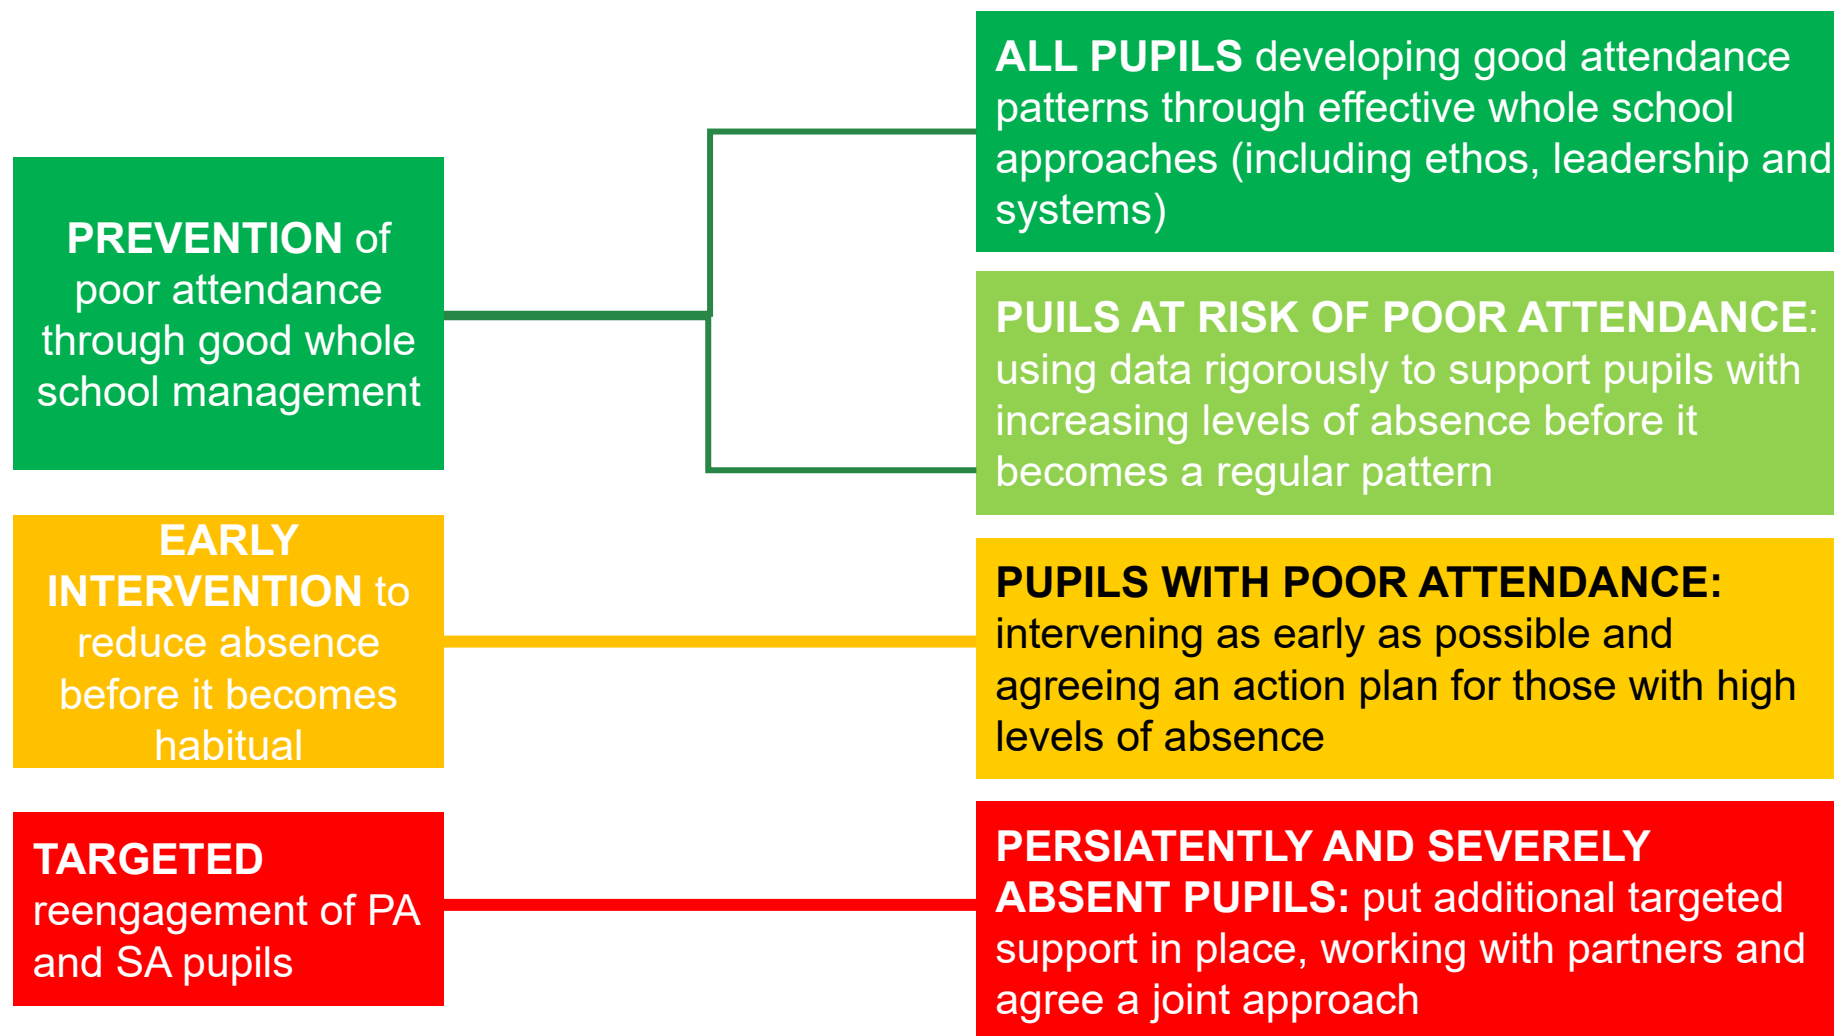 PREVENTION of
poor attendance
through good whole
school management
ALL PUPILS developing good attendance
patterns through effective whole school
approaches (including ethos, leadership and
systems)
PUILS AT RISK OF POOR ATTENDANCE:
using data rigorously to support pupils with
increasing levels of absence before it
becomes a regular pattern
EARLY
INTERVENTION to
reduce absence
before it becomes
habitual
PUPILS WITH POOR ATTENDANCE:
intervening as early as possible and
agreeing an action plan for those with high
levels of absence
TARGETED
reengagement of PA
and SA pupils
PERSIATENTLY AND SEVERELY
ABSENT PUPILS: put additional targeted
support in place, working with partners and
agree a joint approach